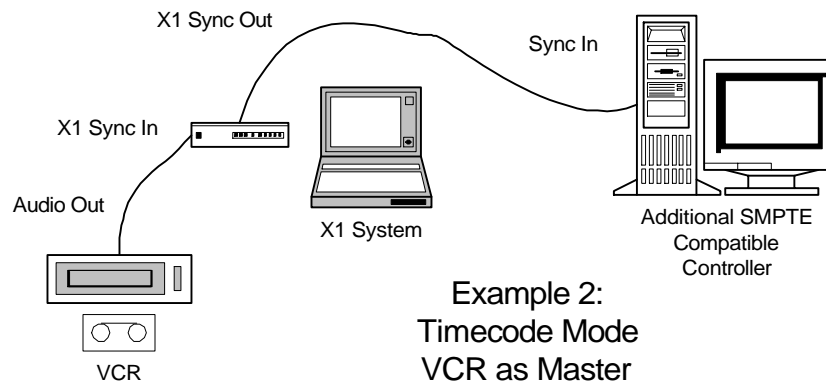 X1 Sync Out
Sync In
X1 Sync In
Audio Out
X1 System
Additional SMPTE
Compatible
Controller
Example 2:
Timecode Mode
VCR as Master
VCR